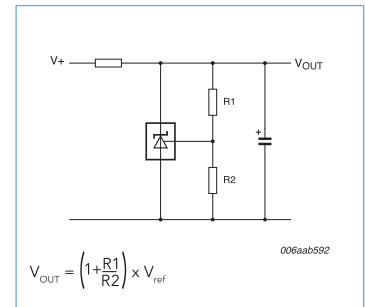 V+
VOUT
R1
+
R2
006aab592
VOUT = (1+R1/R2) x Vref